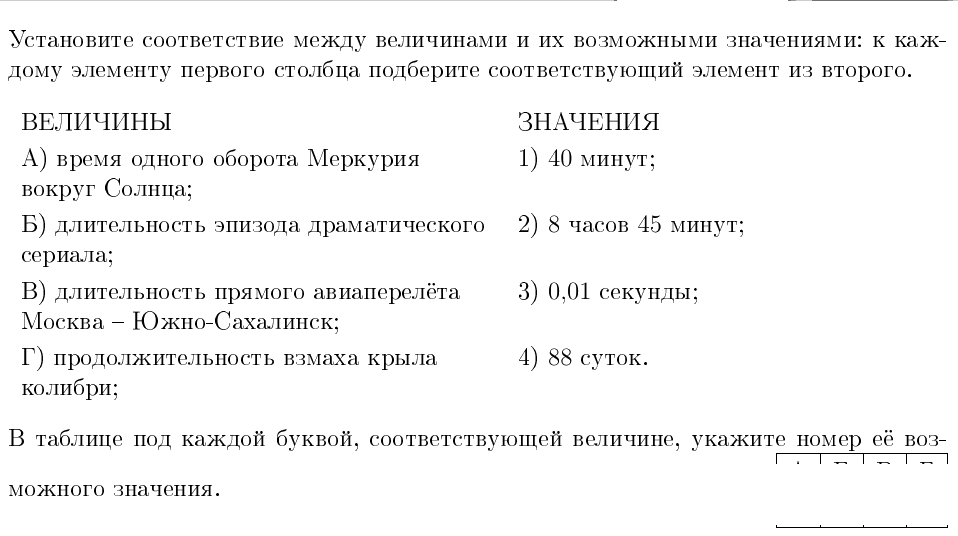 Установите соответствие между величинами и их возможными значениями: к каж-
дому элементу первого столбца подберите соответствующий элемент из второго.
ВЕЛИЧИНЫ
ЗНАЧЕНИЯ
А) время одного оборота Меркурия
вокруг Солнца;
1) 40 минут;
Б) длительность эпизода драматического
сериала;
2) 8 часов 45 минут;
В) длительность прямого авиаперелёта
Москва – Южно-Сахалинск;
3) 0,01 секунды;
Г) продолжительность взмаха крыла
колибри;
4) 88 суток.
В таблице под каждой буквой, соответствующей величине, укажите номер её воз-
можного значения.